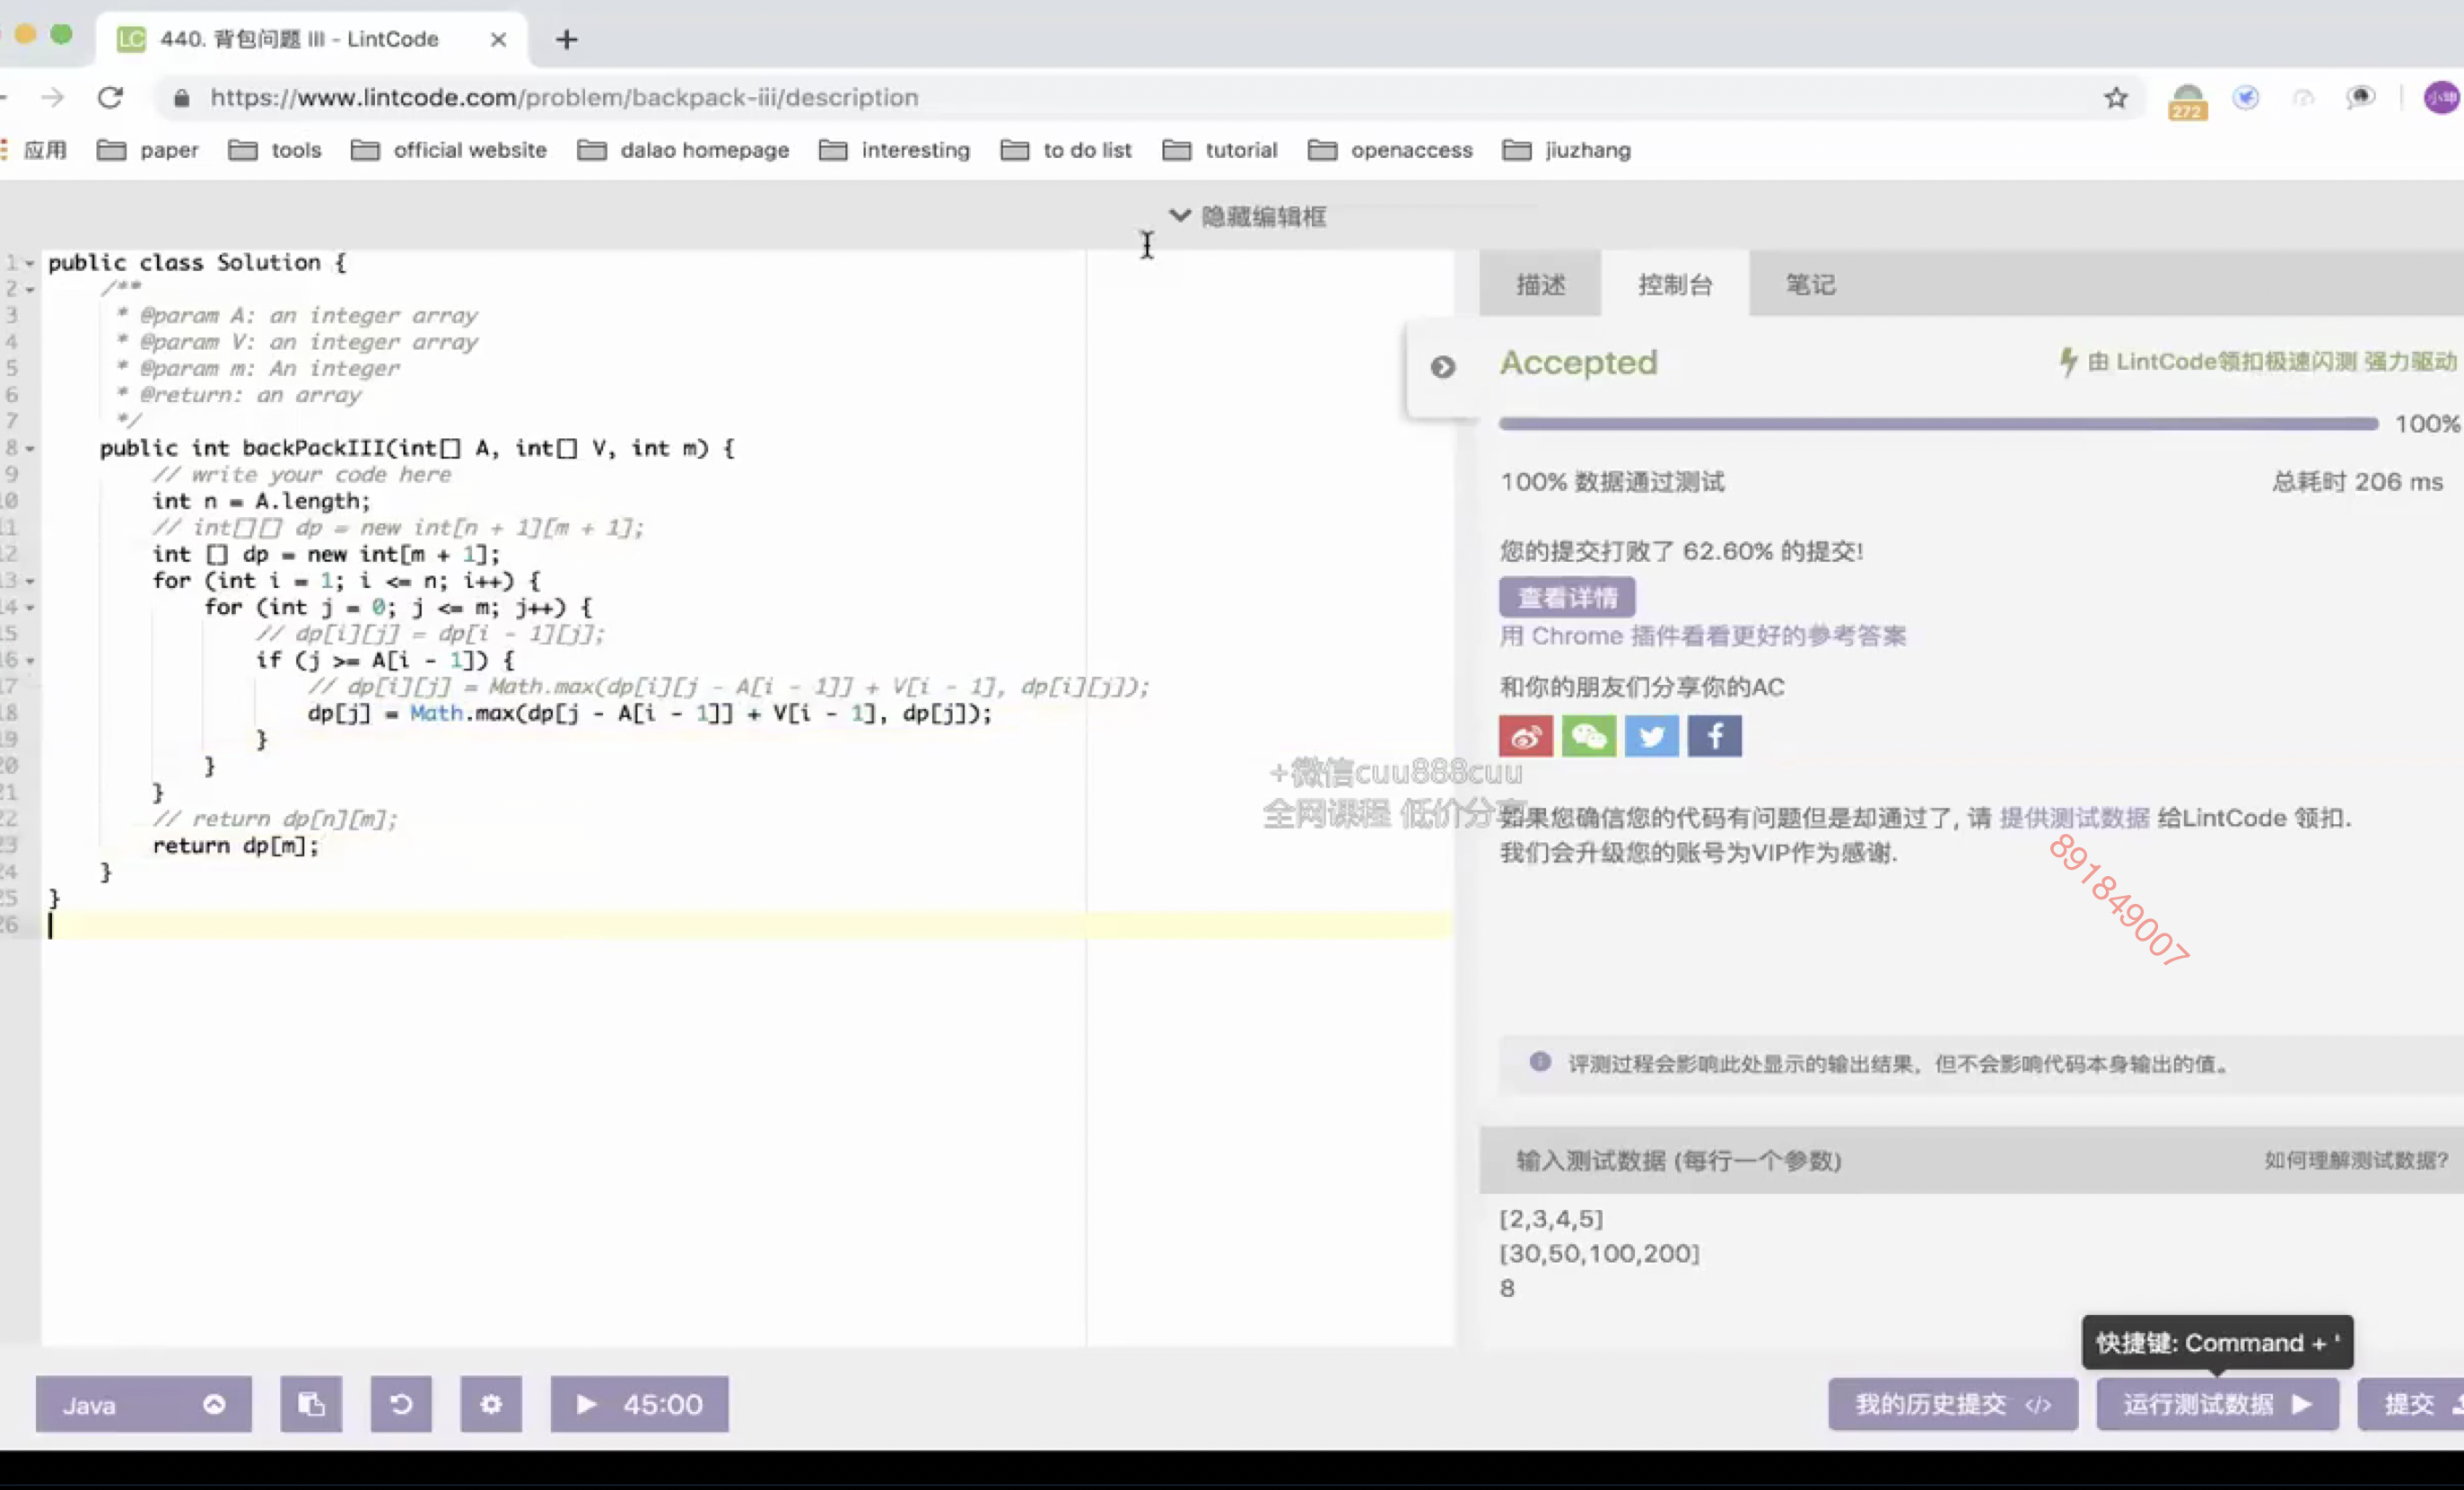 440. 背包问题 III - LintCode
https://www.lintcode.com/problem/backpack-iii/description
272
小坤
应用 paper tools official website dalao homepage interesting to do list tutorial openaccess jiuzhang
隐藏编辑框
1 public class Solution {
2 /**
3 * @param A: an integer array
4 * @param V: an integer array
5 * @param m: An integer
6 * @return: an array
7 */
8 public int backPackIII(int[] A, int[] V, int m) {
9 // write your code here
10 int n = A.length;
11 // int[][] dp = new int[n + 1][m + 1];
12 int [] dp = new int[m + 1];
13 for (int i = 1; i <= n; i++) {
14 for (int j = 0; j <= m; j++) {
15 // dp[i][j] = dp[i - 1][j];
16 if (j >= A[i - 1]) {
17 // dp[i][j] = Math.max(dp[i][j - A[i - 1]] + V[i - 1], dp[i][j]);
18 dp[j] = Math.max(dp[j - A[i - 1]] + V[i - 1], dp[j]);
19 }
20 }
21 }
22 // return dp[n][m];
23 return dp[m];
24 }
25 }
26
描述 控制台 笔记
Accepted
由 LintCode领扣极速闪测 强力驱动
100%
100% 数据通过测试
总耗时 206 ms
您的提交打败了 62.60% 的提交!
查看详情
用 Chrome 插件看看更好的参考答案
和你的朋友们分享你的AC
+微信cuu888cuu
全网课程 低价分享
如果您确信您的代码有问题但是却通过了, 请 提供测试数据 给LintCode 领扣.
我们会升级您的账号为VIP作为感谢.
891849007
评测过程会影响此处显示的输出结果，但不会影响代码本身输出的值。
输入测试数据 (每行一个参数)
如何理解测试数据?
[2,3,4,5]
[30,50,100,200]
8
快捷键: Command + '
Java
45:00
我的历史提交 </>
运行测试数据
提交